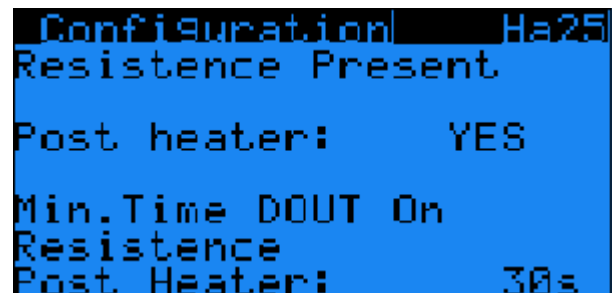 Configuration Ha25
Resistence Present
Post heater: YES
Min.Time DOUT On
Resistence
Post Heater: 30s